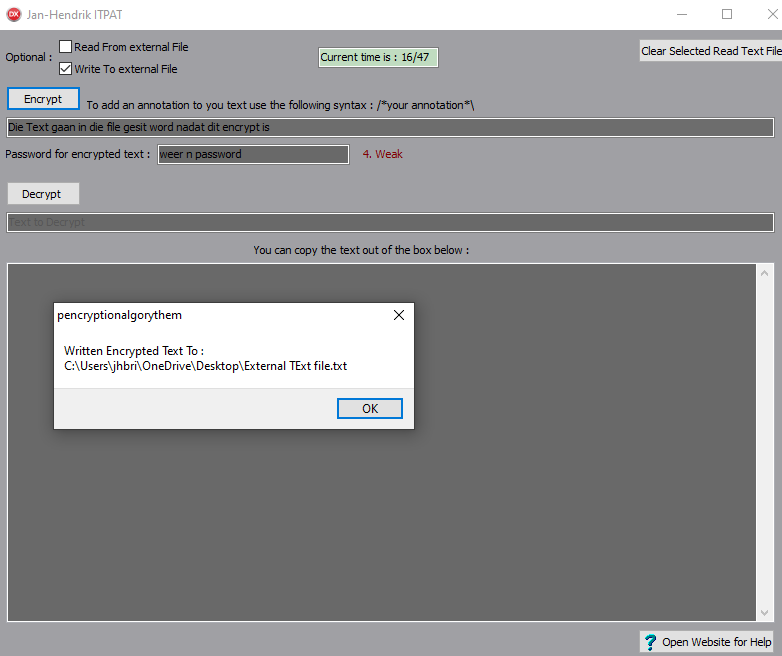 DX Jan-Hendrik ITPAT
Optional :
Read From external File
Write To external File
Current time is : 16/47
Clear Selected Read Text File
Encrypt
To add an annotation to you text use the following syntax : /*your annotation*\
Die Text gaan in die file gesit word nadat dit encrypt is
Password for encrypted text :
weer n password
4. Weak
Decrypt
Text to Decrypt
You can copy the text out of the box below :
pencryptionalgorythem
Written Encrypted Text To :
C:\Users\jhbri\OneDrive\Desktop\External TExt file.txt
OK
? Open Website for Help